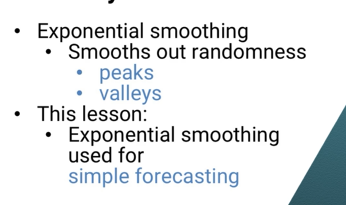 • Exponential smoothing
• Smooths out randomness
• peaks
• valleys
• This lesson:
• Exponential smoothing
used for
simple forecasting